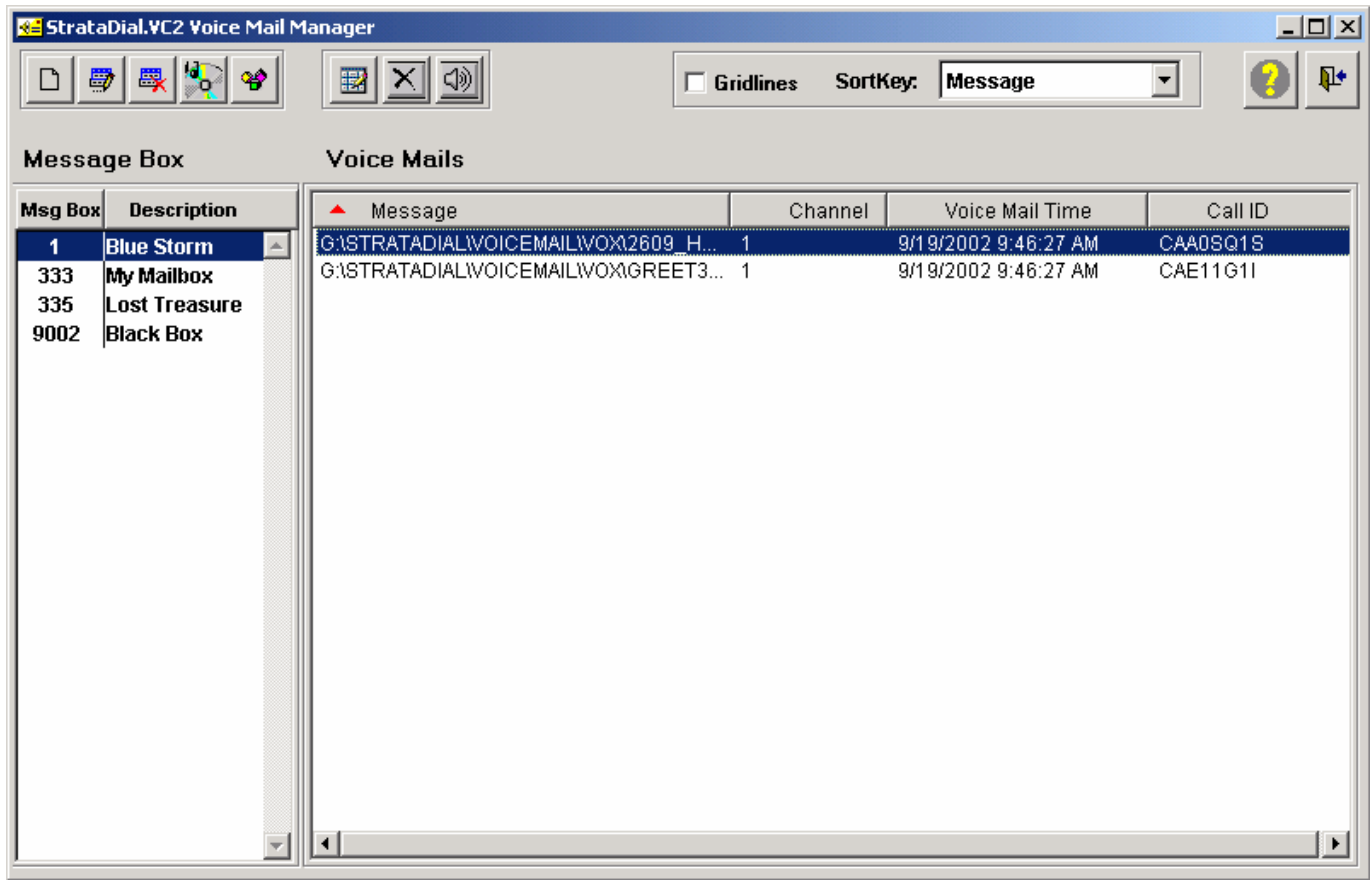 StrataDial.VC2 Voice Mail Manager
Gridlines SortKey: Message
Message Box Voice Mails
Msg Box Description Message Channel Voice Mail Time Call ID
1 Blue Storm G:\STRATADIAL\VOICEMAIL\VOX\2609_H... 1 9/19/2002 9:46:27 AM CAA0SQ1S
333 My Mailbox G:\STRATADIAL\VOICEMAIL\VOX\GREET3... 1 9/19/2002 9:46:27 AM CAE11G1I
335 Lost Treasure
9002 Black Box